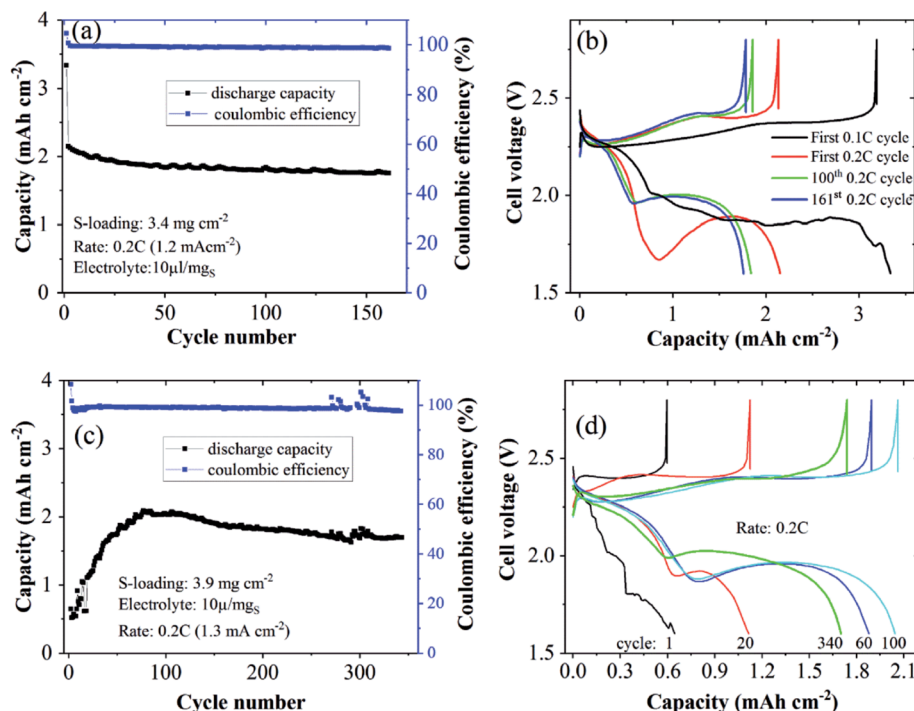 (a)
Capacity (mAh cm-2)
4
3
2
1
0
discharge capacity
coulombic efficiency
S-loading: 3.4 mg cm-2
Rate: 0.2C (1.2 mAcm-2)
Electrolyte:10μl/mgS
0 50 100 150
Cycle number
100
80
60
40
20
0
Coulombic efficiency (%)
(b)
Cell voltage (V)
2.5
2.0
1.5
First 0.1C cycle
First 0.2C cycle
100th 0.2C cycle
161st 0.2C cycle
0 1 2 3
Capacity (mAh cm-2)
(c)
Capacity (mAh cm-2)
4
3
2
1
0
discharge capacity
coulombic efficiency
S-loading: 3.9 mg cm-2
Electrolyte: 10μ/mgS
Rate: 0.2C (1.3 mA cm-2)
0 100 200 300
Cycle number
100
80
60
40
20
0
Coulombic efficiency (%)
(d)
Cell voltage (V)
2.5
2.0
1.5
Rate: 0.2C
cycle: 1 20 340 60 100
0.0 0.3 0.6 0.9 1.2 1.5 1.8 2.1
Capacity (mAh cm-2)